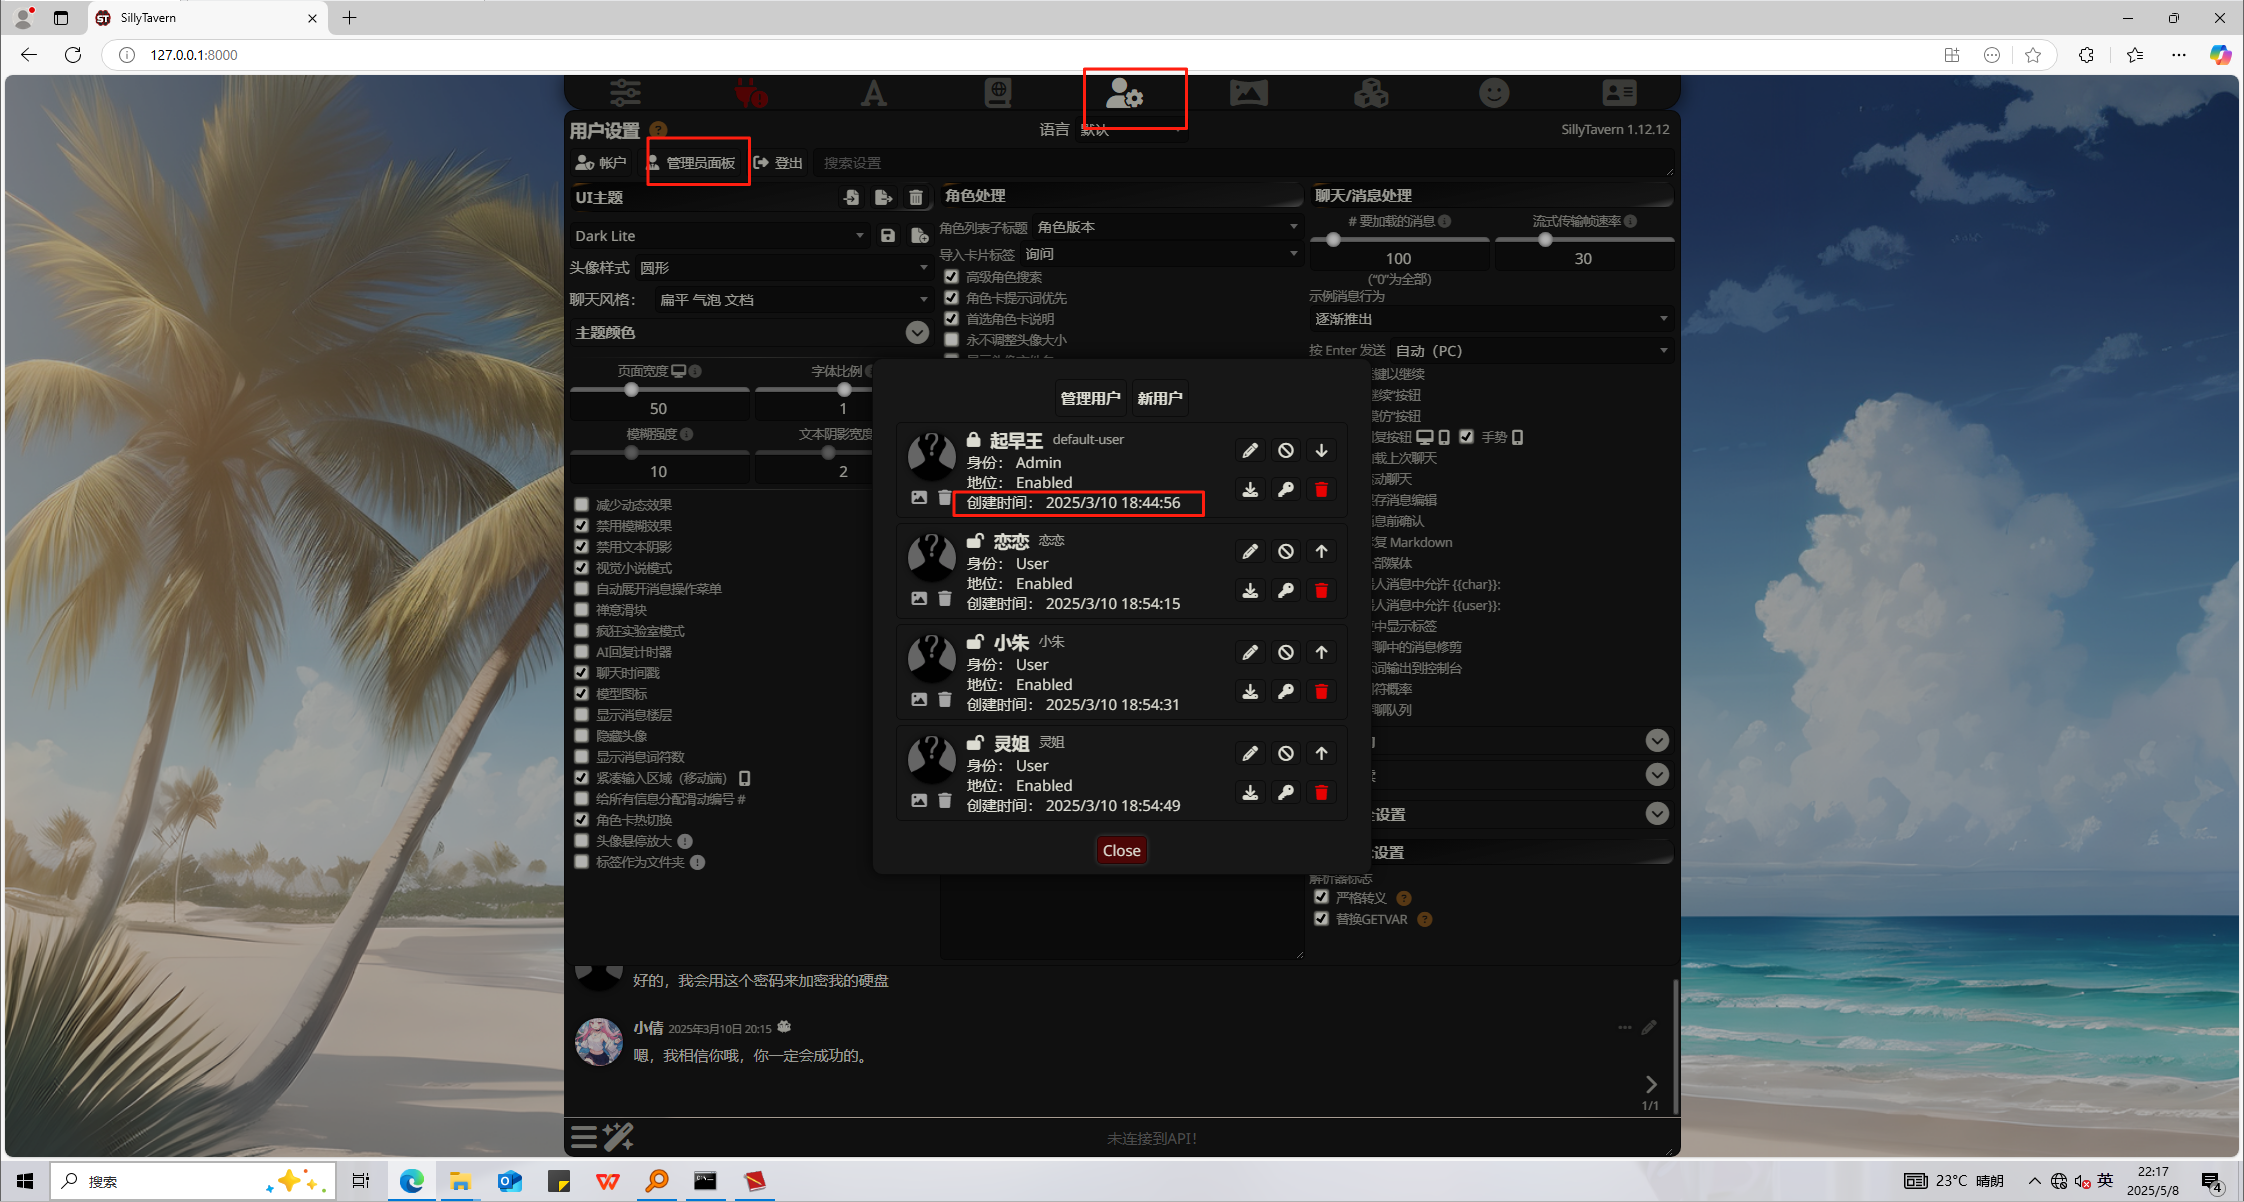 SillyTavern
127.0.0.1:8000
用户设置
语言 默认
SillyTavern 1.12.12
帐户 管理员面板 登出 搜索设置
UI主题
Dark Lite
头像样式 圆形
聊天风格： 扁平 气泡 文档
主题颜色
页面宽度 字体比例
50 1
模糊强度 文本阴影宽度
10 2
减少动态效果
禁用模糊效果
禁用文本阴影
视觉小说模式
自动展开消息操作菜单
禅意滑块
疯狂实验室模式
AI回复计时器
聊天时间戳
模型图标
显示消息楼层
隐藏头像
显示消息词符数
紧凑输入区域（移动端）
给所有信息分配滑动编号 #
角色卡热切换
头像悬停放大
标签作为文件夹
角色处理
角色列表子标题 角色版本
导入卡片标签 询问
高级角色搜索
角色卡提示词优先
首选角色卡说明
永不调整头像大小
聊天/消息处理
# 要加载的消息 流式传输帧速率
100 30
("0"为全部)
示例消息行为
逐渐推出
按 Enter 发送 自动（PC）
键以继续
继续"按钮
模仿"按钮
复按钮 手势
加载上次聊天
动聊天
存消息编辑
息前确认
复 Markdown
部媒体
人消息中允许 {{char}}:
人消息中允许 {{user}}:
中显示标签
聊中的消息修剪
词输出到控制台
符概率
聊队列
设置
设置
解析器标志
严格转义
替换GETVAR
管理用户 新用户
起早王 default-user
身份： Admin
地位： Enabled
创建时间： 2025/3/10 18:44:56
恋恋 恋恋
身份： User
地位： Enabled
创建时间： 2025/3/10 18:54:15
小朱 小朱
身份： User
地位： Enabled
创建时间： 2025/3/10 18:54:31
灵姐 灵姐
身份： User
地位： Enabled
创建时间： 2025/3/10 18:54:49
Close
好的，我会用这个密码来加密我的硬盘
小倩 2025年3月10日 20:15
嗯，我相信你哦，你一定会成功的。
1/1
未连接到API！
搜索
23°C 晴朗
英
22:17
2025/5/8
4